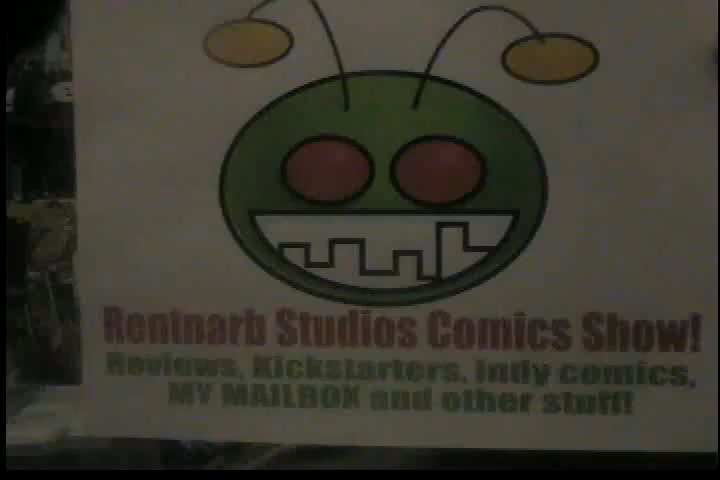 Rentnarb Studios Comics Show!
Reviews, Kickstarters, indy comics,
MY MAILBOX and other stuff!